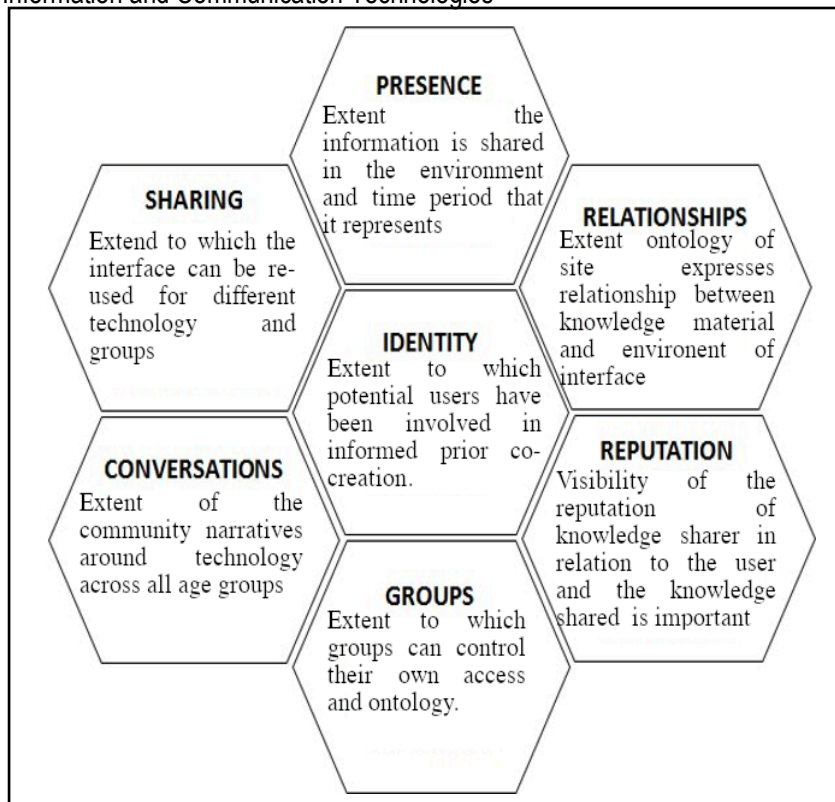 Information and Communication Technologies
PRESENCE
Extent the
information is shared
in the environment
and time period that
it represents
SHARING
Extend to which the
interface can be re-
used for different
technology and
groups
RELATIONSHIPS
Extent ontology of
site expresses
relationship between
knowledge material
and environent of
interface
IDENTITY
Extent to which
potential users have
been involved in
informed prior co-
creation.
CONVERSATIONS
Extent of the
community narratives
around technology
across all age groups
REPUTATION
Visibility of the
reputation of
knowledge sharer in
relation to the user
and the knowledge
shared is important
GROUPS
Extent to which
groups can control
their own access
and ontology.